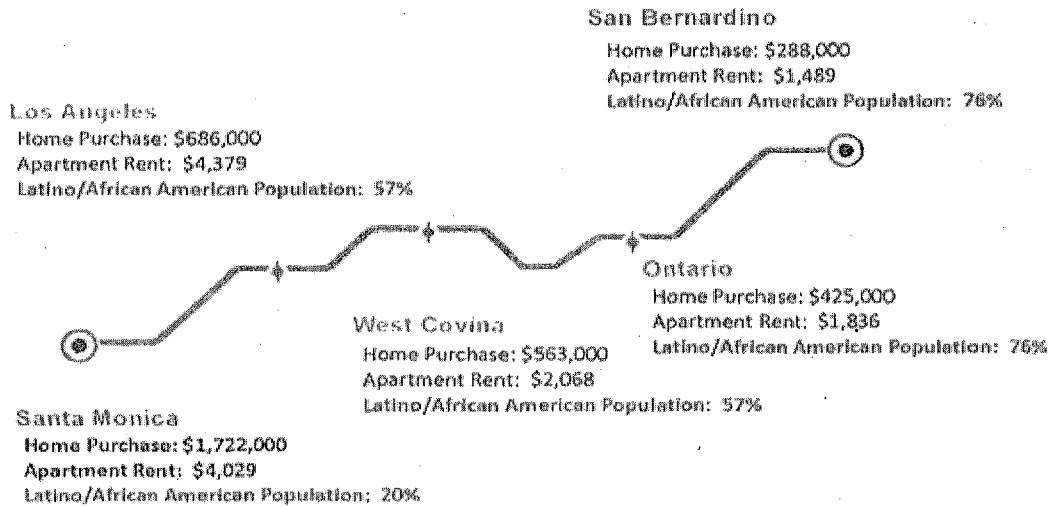 San Bernardino
Home Purchase: $288,000
Apartment Rent: $1,489
Latino/African American Population: 76%
Los Angeles
Home Purchase: $686,000
Apartment Rent: $4,379
Latino/African American Population: 57%
Ontario
Home Purchase: $425,000
Apartment Rent: $1,836
Latino/African American Population: 76%
West Covina
Home Purchase: $563,000
Apartment Rent: $2,068
Latino/African American Population: 57%
Santa Monica
Home Purchase: $1,722,000
Apartment Rent: $4,029
Latino/African American Population: 20%